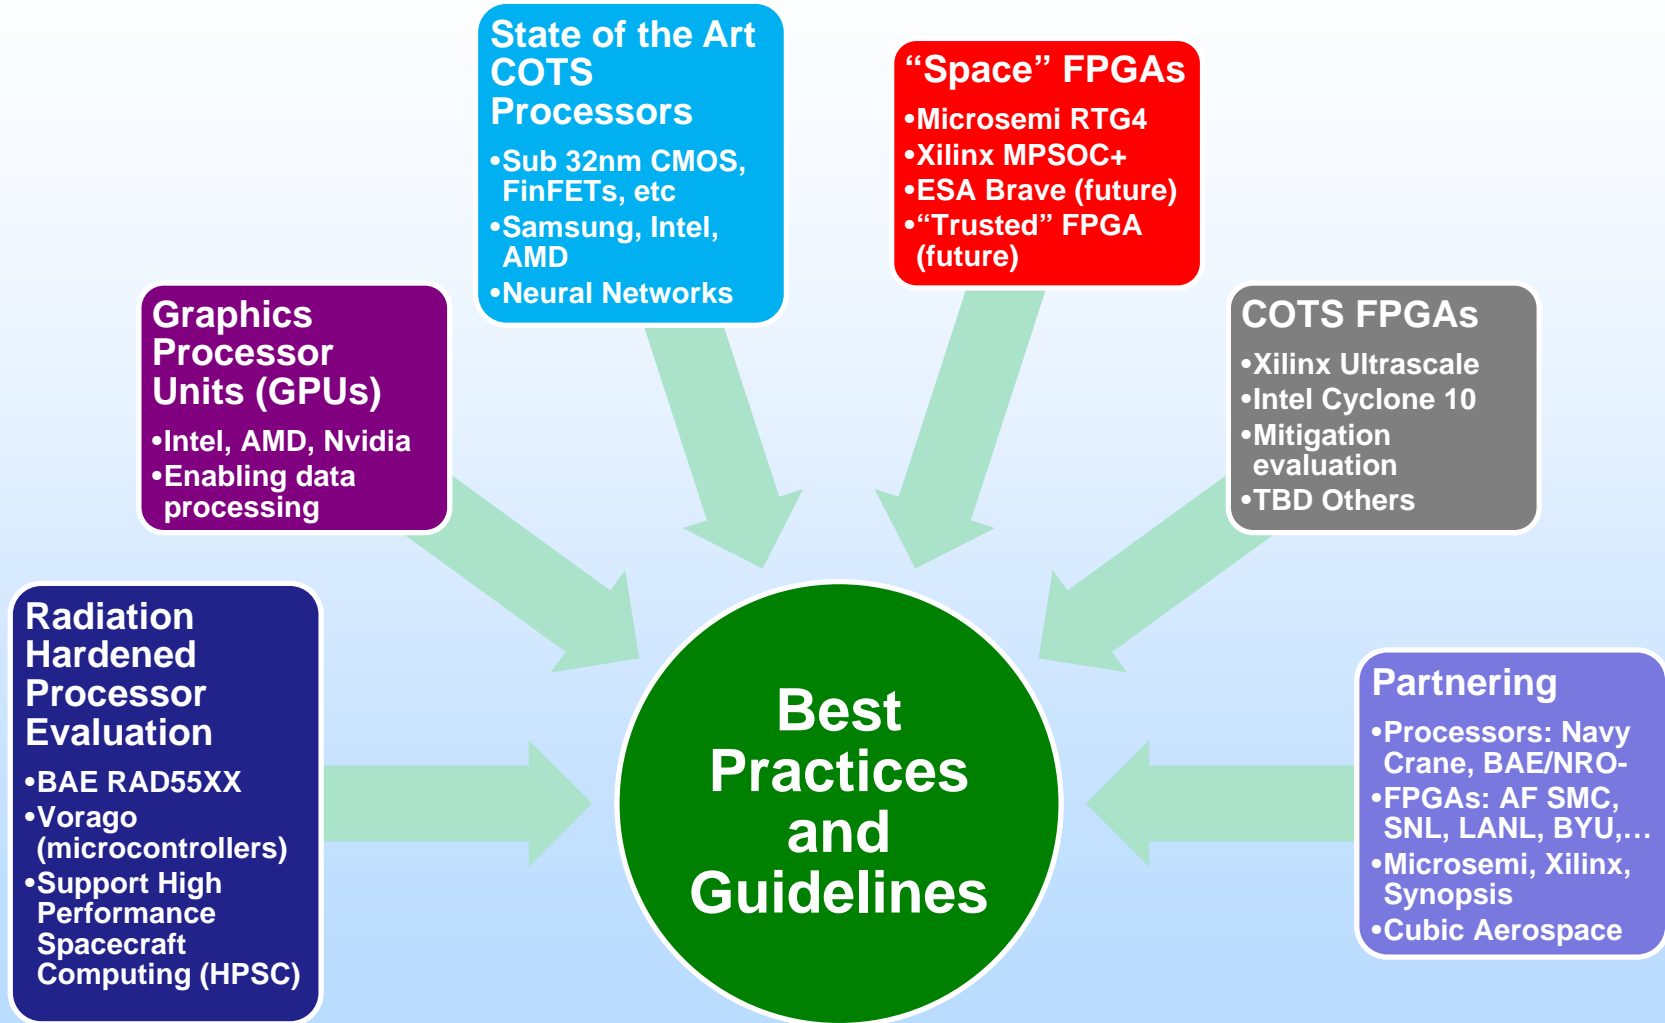 State of the Art
COTS
Processors
•Sub 32nm CMOS,
FinFETs, etc
•Samsung, Intel,
AMD
•Neural Networks
“Space” FPGAs
•Microsemi RTG4
•Xilinx MPSOC+
•ESA Brave (future)
•“Trusted” FPGA
(future)
Graphics
Processor
Units (GPUs)
•Intel, AMD, Nvidia
•Enabling data
processing
COTS FPGAs
•Xilinx Ultrascale
•Intel Cyclone 10
•Mitigation
evaluation
•TBD Others
Radiation
Hardened
Processor
Evaluation
•BAE RAD55XX
•Vorago
(microcontrollers)
•Support High
Performance
Spacecraft
Computing (HPSC)
Best
Practices
and
Guidelines
Partnering
•Processors: Navy
Crane, BAE/NRO-
•FPGAs: AF SMC,
SNL, LANL, BYU,…
•Microsemi, Xilinx,
Synopsis
•Cubic Aerospace